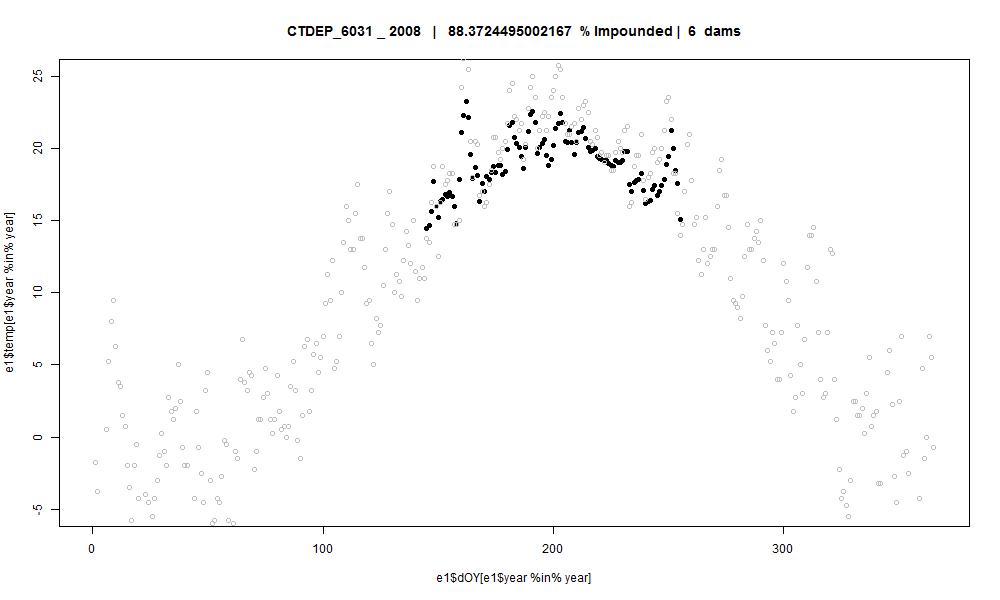 CTDEP_6031 _ 2008 | 88.3724495002167 % Impounded | 6 dams
e1$temp[e1$year %in% year]
25
20
15
10
5
0
-5
0 100 200 300
e1$dOY[e1$year %in% year]